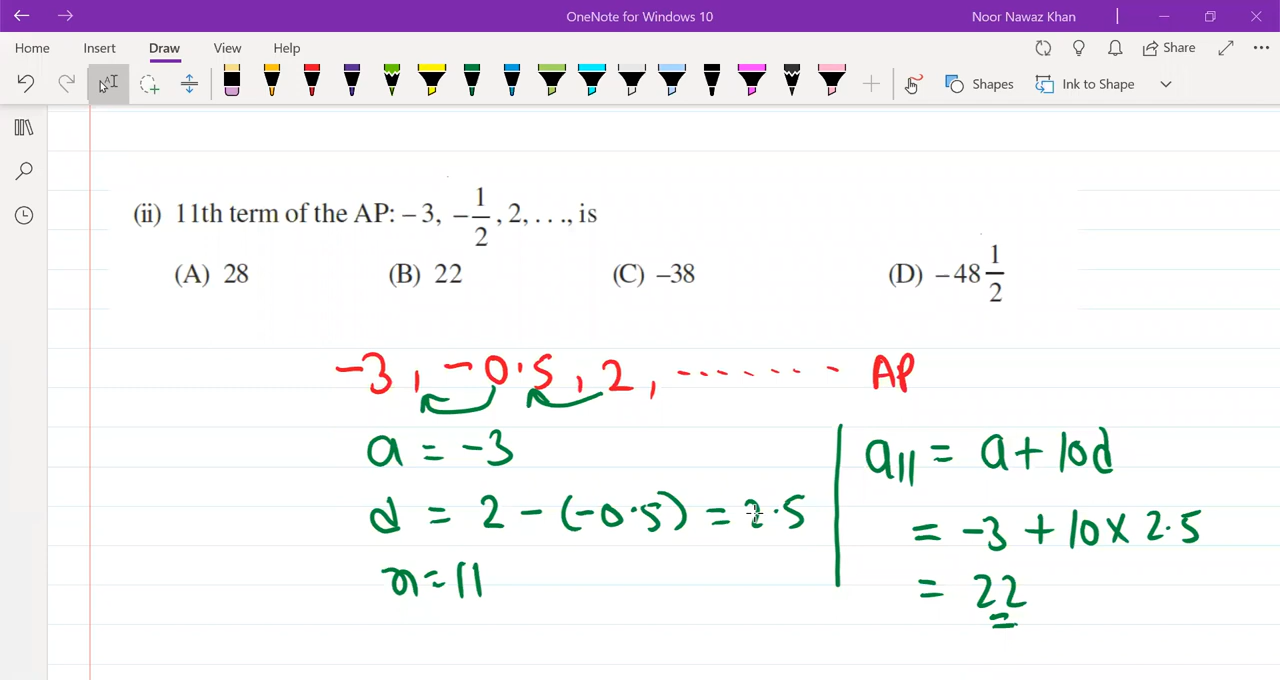 OneNote for Windows 10
Noor Nawaz Khan
Home Insert Draw View Help
Share
Shapes
Ink to Shape
(ii) 11th term of the AP: – 3, –1/2, 2, . . ., is
(A) 28 (B) 22 (C) –38 (D) – 48 1/2
-3, -0.5, 2, ........ AP
a = -3
d = 2 - (-0.5) = 2.5
n = 11
a11 = a + 10d
= -3 + 10 × 2.5
= 22